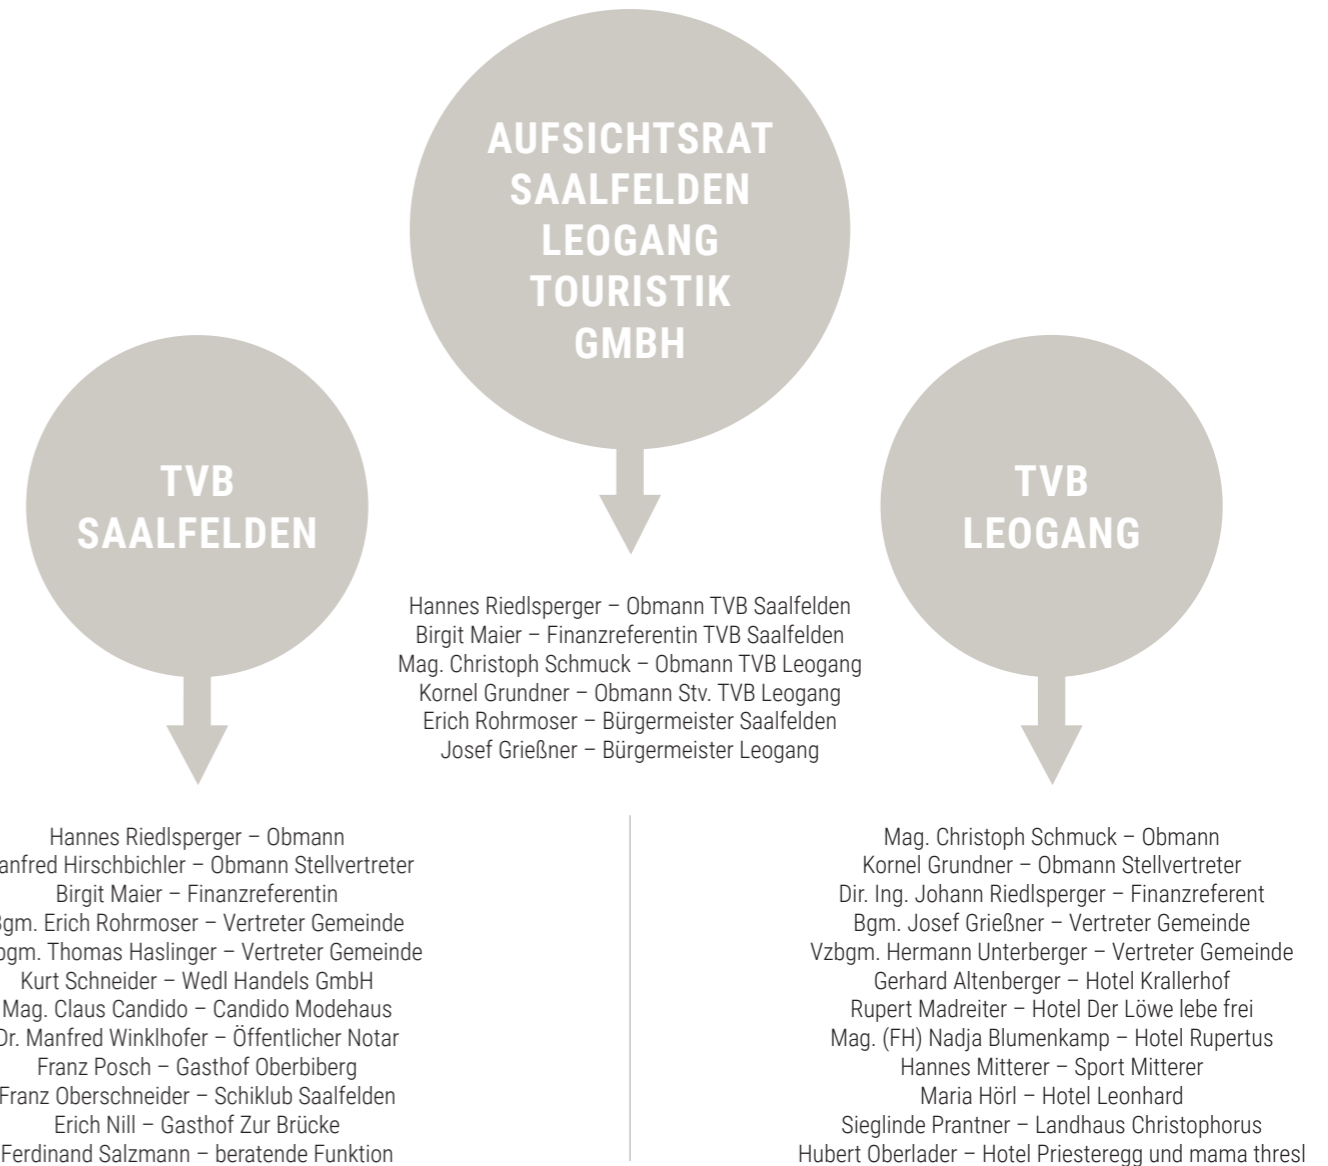 AUFSICHTSRAT
SAALFELDEN
LEOGANG
TOURISTIK
GMBH
TVB
SAALFELDEN
TVB
LEOGANG
Hannes Riedlsperger – Obmann TVB Saalfelden
Birgit Maier – Finanzreferentin TVB Saalfelden
Mag. Christoph Schmuck – Obmann TVB Leogang
Kornel Grundner – Obmann Stv. TVB Leogang
Erich Rohrmoser – Bürgermeister Saalfelden
Josef Grießner – Bürgermeister Leogang
Hannes Riedlsperger – Obmann
anfred Hirschbichler – Obmann Stellvertreter
Birgit Maier – Finanzreferentin
Bgm. Erich Rohrmoser – Vertreter Gemeinde
bgm. Thomas Haslinger – Vertreter Gemeinde
Kurt Schneider – Wedl Handels GmbH
Mag. Claus Candido – Candido Modehaus
Dr. Manfred Winklhofer – Öffentlicher Notar
Franz Posch – Gasthof Oberbiberg
Franz Oberschneider – Schiklub Saalfelden
Erich Nill – Gasthof Zur Brücke
Ferdinand Salzmann – beratende Funktion
Mag. Christoph Schmuck – Obmann
Kornel Grundner – Obmann Stellvertreter
Dir. Ing. Johann Riedlsperger – Finanzreferent
Bgm. Josef Grießner – Vertreter Gemeinde
Vzbgm. Hermann Unterberger – Vertreter Gemeinde
Gerhard Altenberger – Hotel Krallerhof
Rupert Madreiter – Hotel Der Löwe lebe frei
Mag. (FH) Nadja Blumenkamp – Hotel Rupertus
Hannes Mitterer – Sport Mitterer
Maria Hörl – Hotel Leonhard
Sieglinde Prantner – Landhaus Christophorus
Hubert Oberlader – Hotel Priesteregg und mama thresl